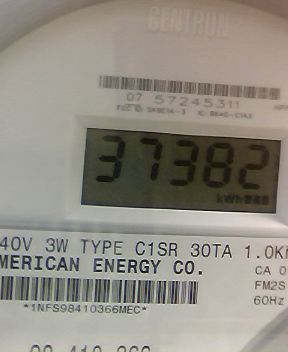 CENTRON
07 57245311
37382
kWh
40V 3W TYPE C1SR 30TA 1.0Kh
MERICAN ENERGY CO.
CA 0
FM2S
60Hz
*1NFS98410366MEC*